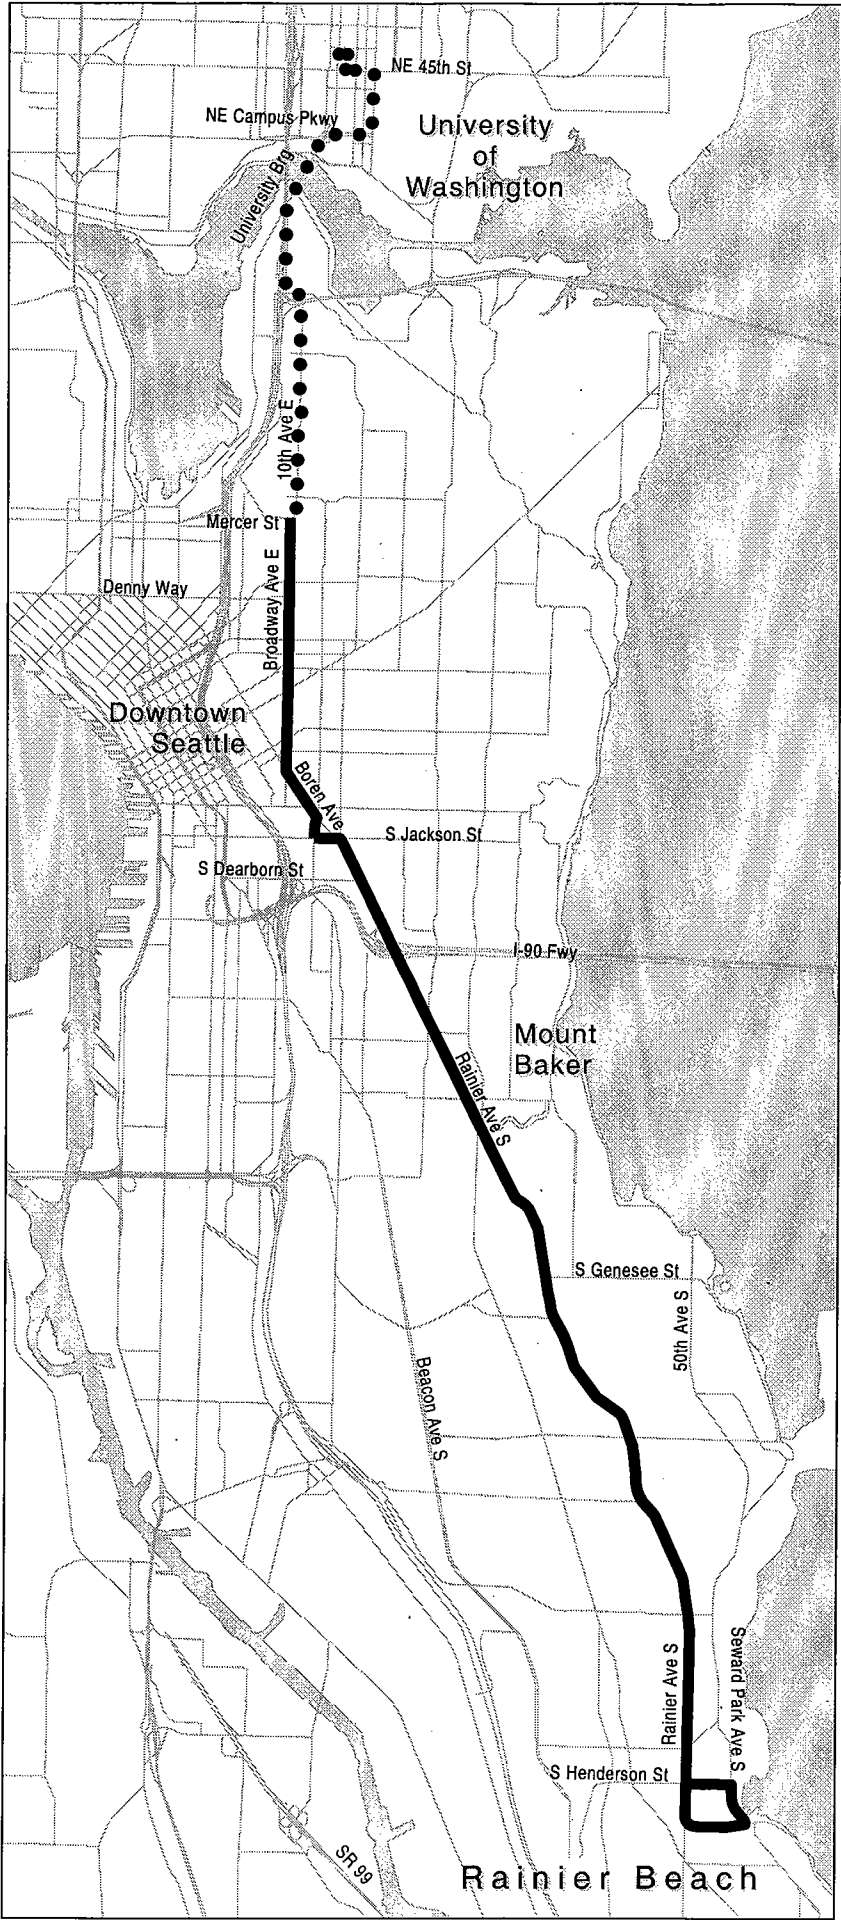 NE 45th St
NE Campus Pkwy
University
of
Washington
University Brg
10th Ave E
Mercer St
Broadway Ave E
Denny Way
Downtown
Seattle
Boren Ave
S Jackson St
S Dearborn St
I-90 Fwy
Mount
Baker
Rainier Ave S
S Genesee St
50th Ave S
Beacon Ave S
Rainier Ave S
Seward Park Ave S
S Henderson St
SR 99
Rainier Beach